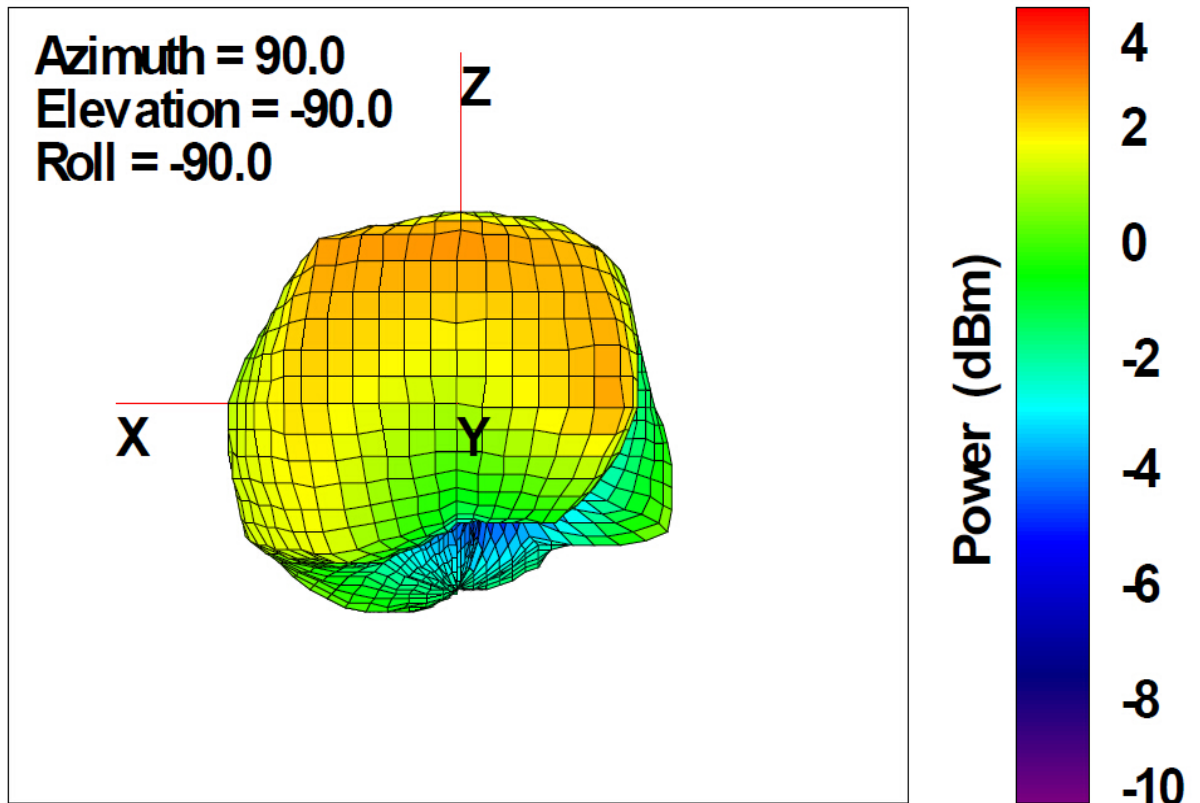 Azimuth = 90.0
Elevation = -90.0
Roll = -90.0
Z
X
Y
Power (dBm)
4
2
0
-2
-4
-6
-8
-10